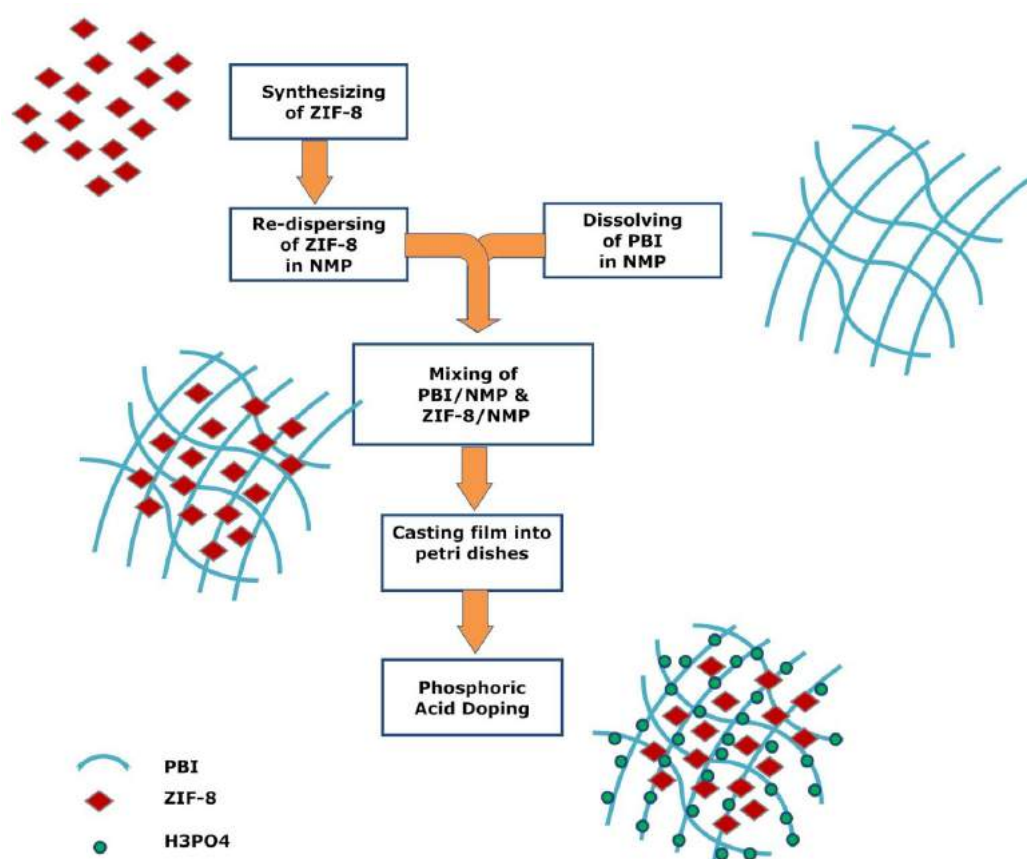 Synthesizing
of ZIF-8
Re-dispersing
of ZIF-8
in NMP
Dissolving
of PBI
in NMP
Mixing of
PBI/NMP &
ZIF-8/NMP
Casting film into
petri dishes
Phosphoric
Acid Doping
PBI
ZIF-8
H3PO4